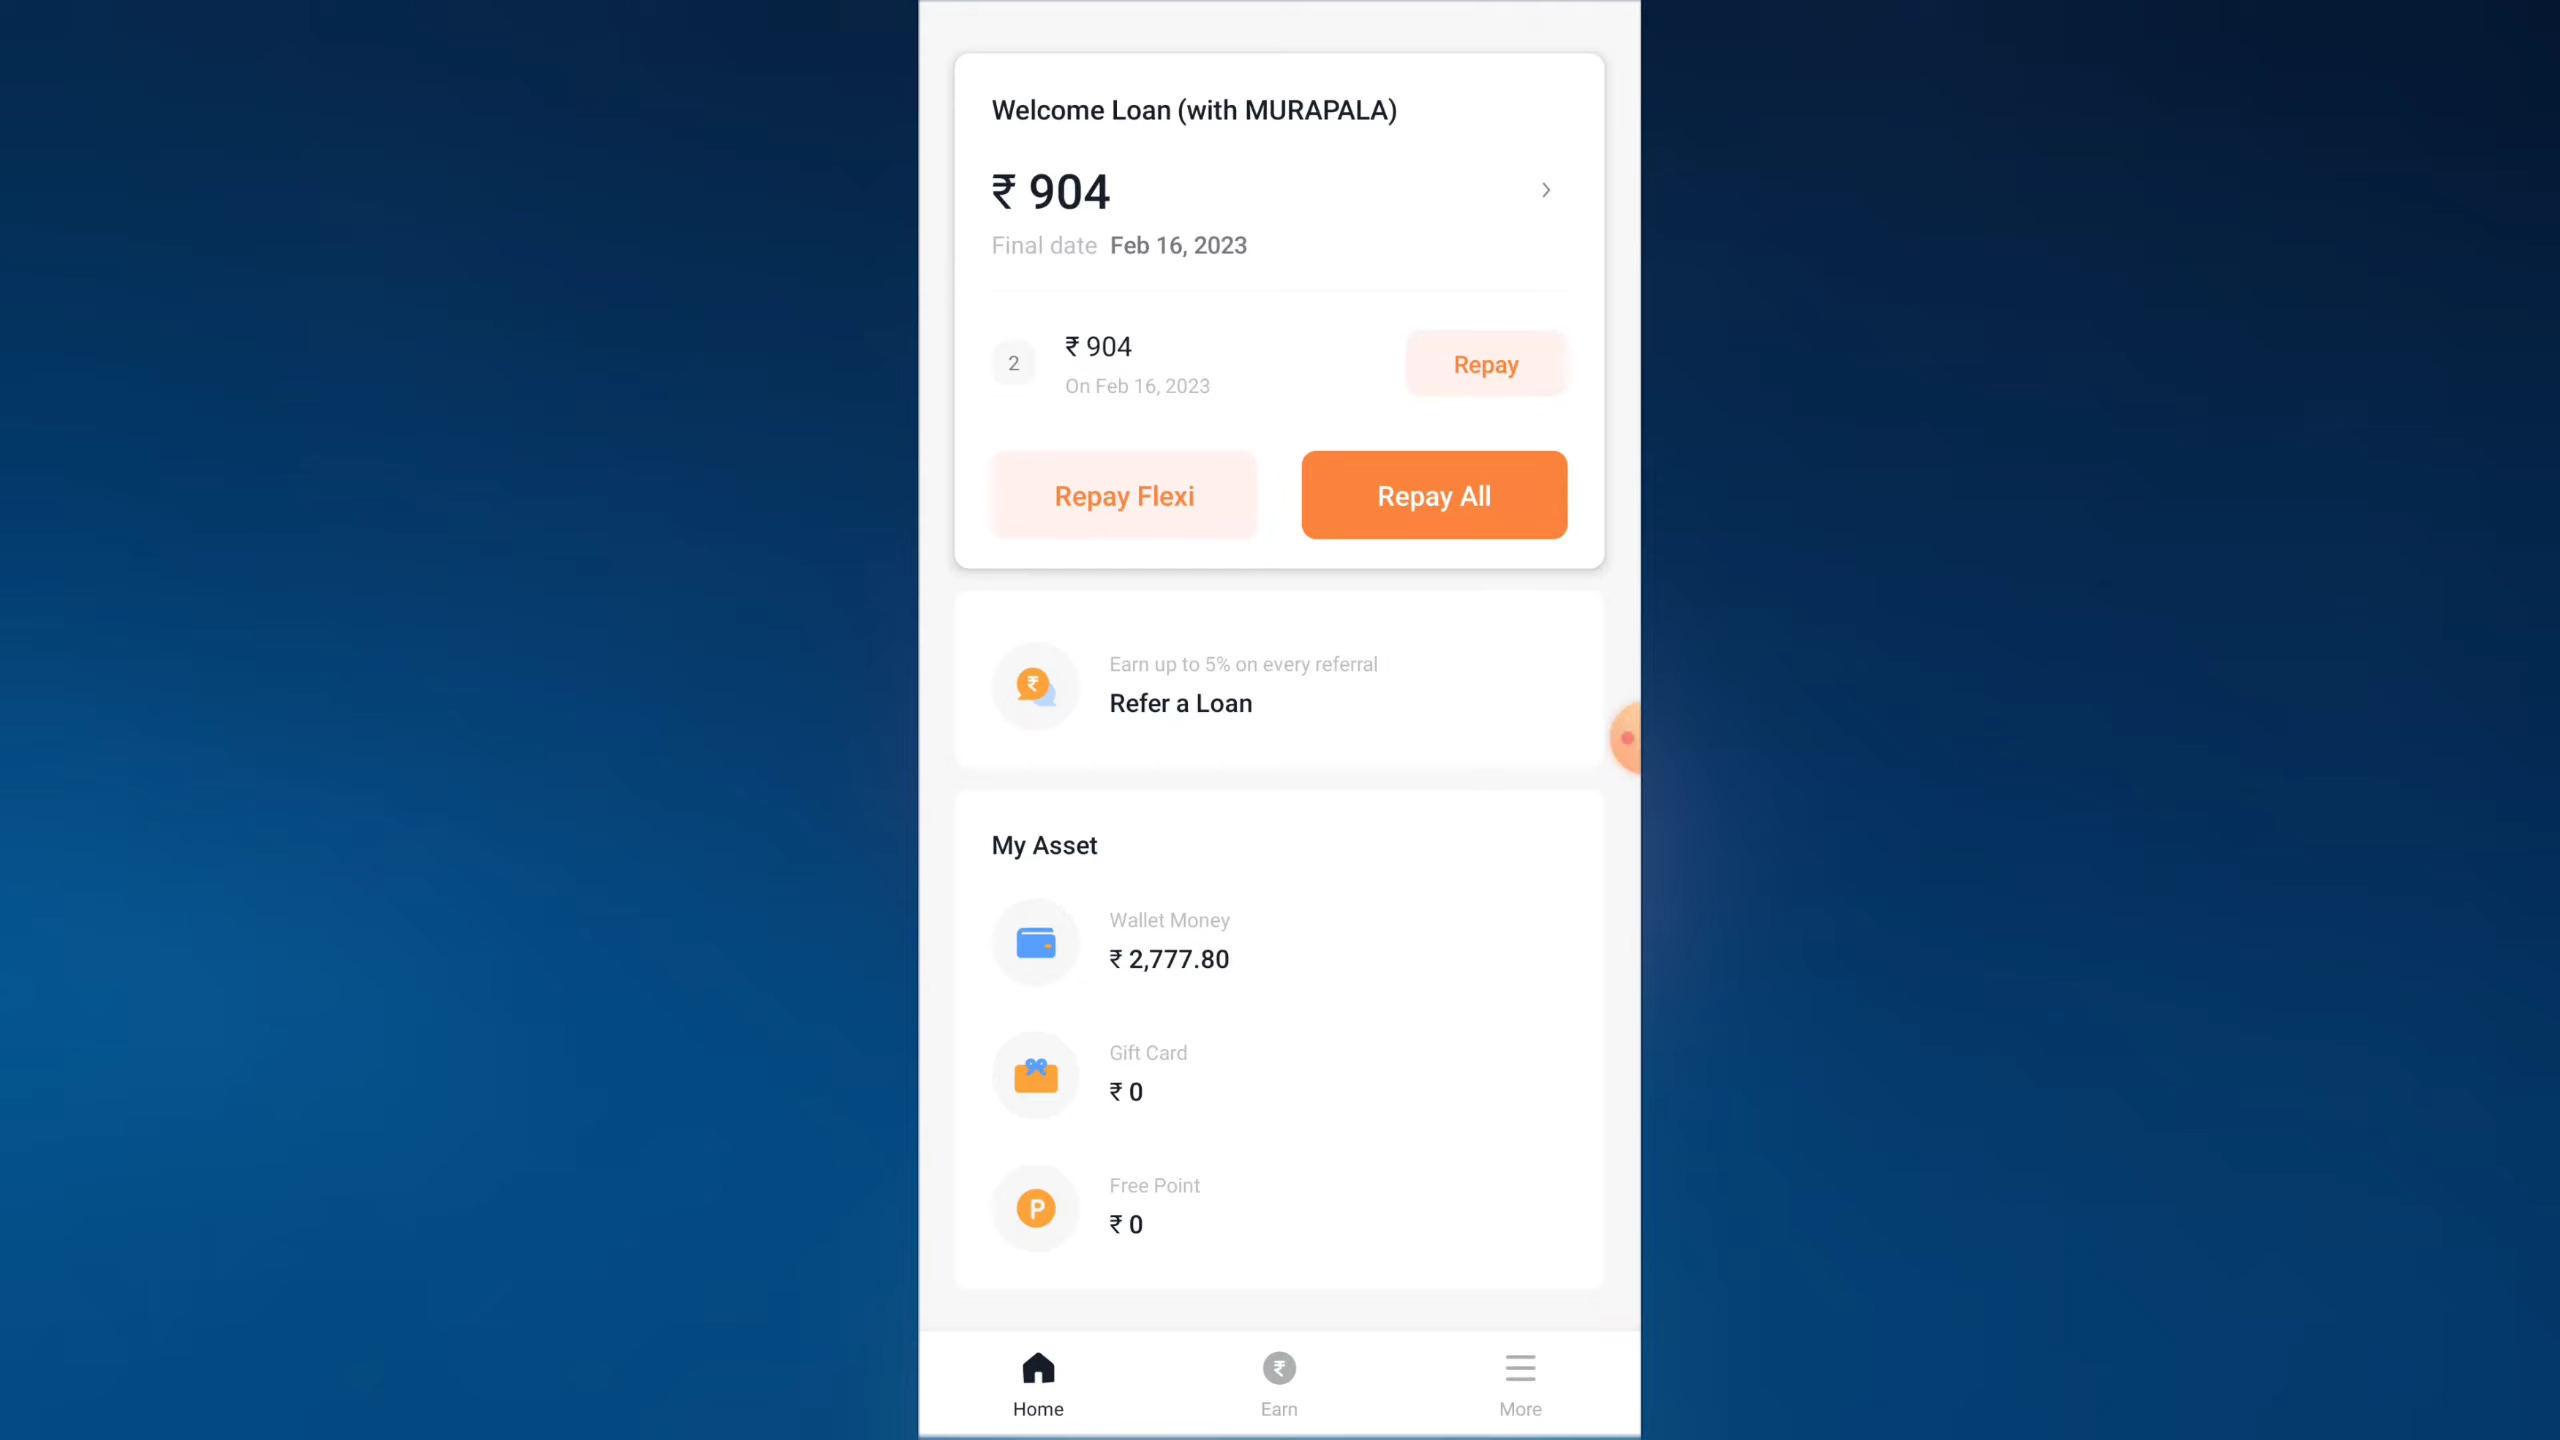 Welcome Loan (with MURAPALA)
₹ 904
Final date Feb 16, 2023
2
₹ 904
On Feb 16, 2023
Repay
Repay Flexi
Repay All
₹
Earn up to 5% on every referral
Refer a Loan
My Asset
Wallet Money
₹ 2,777.80
Gift Card
₹ 0
P
Free Point
₹ 0
Home
₹
Earn
More